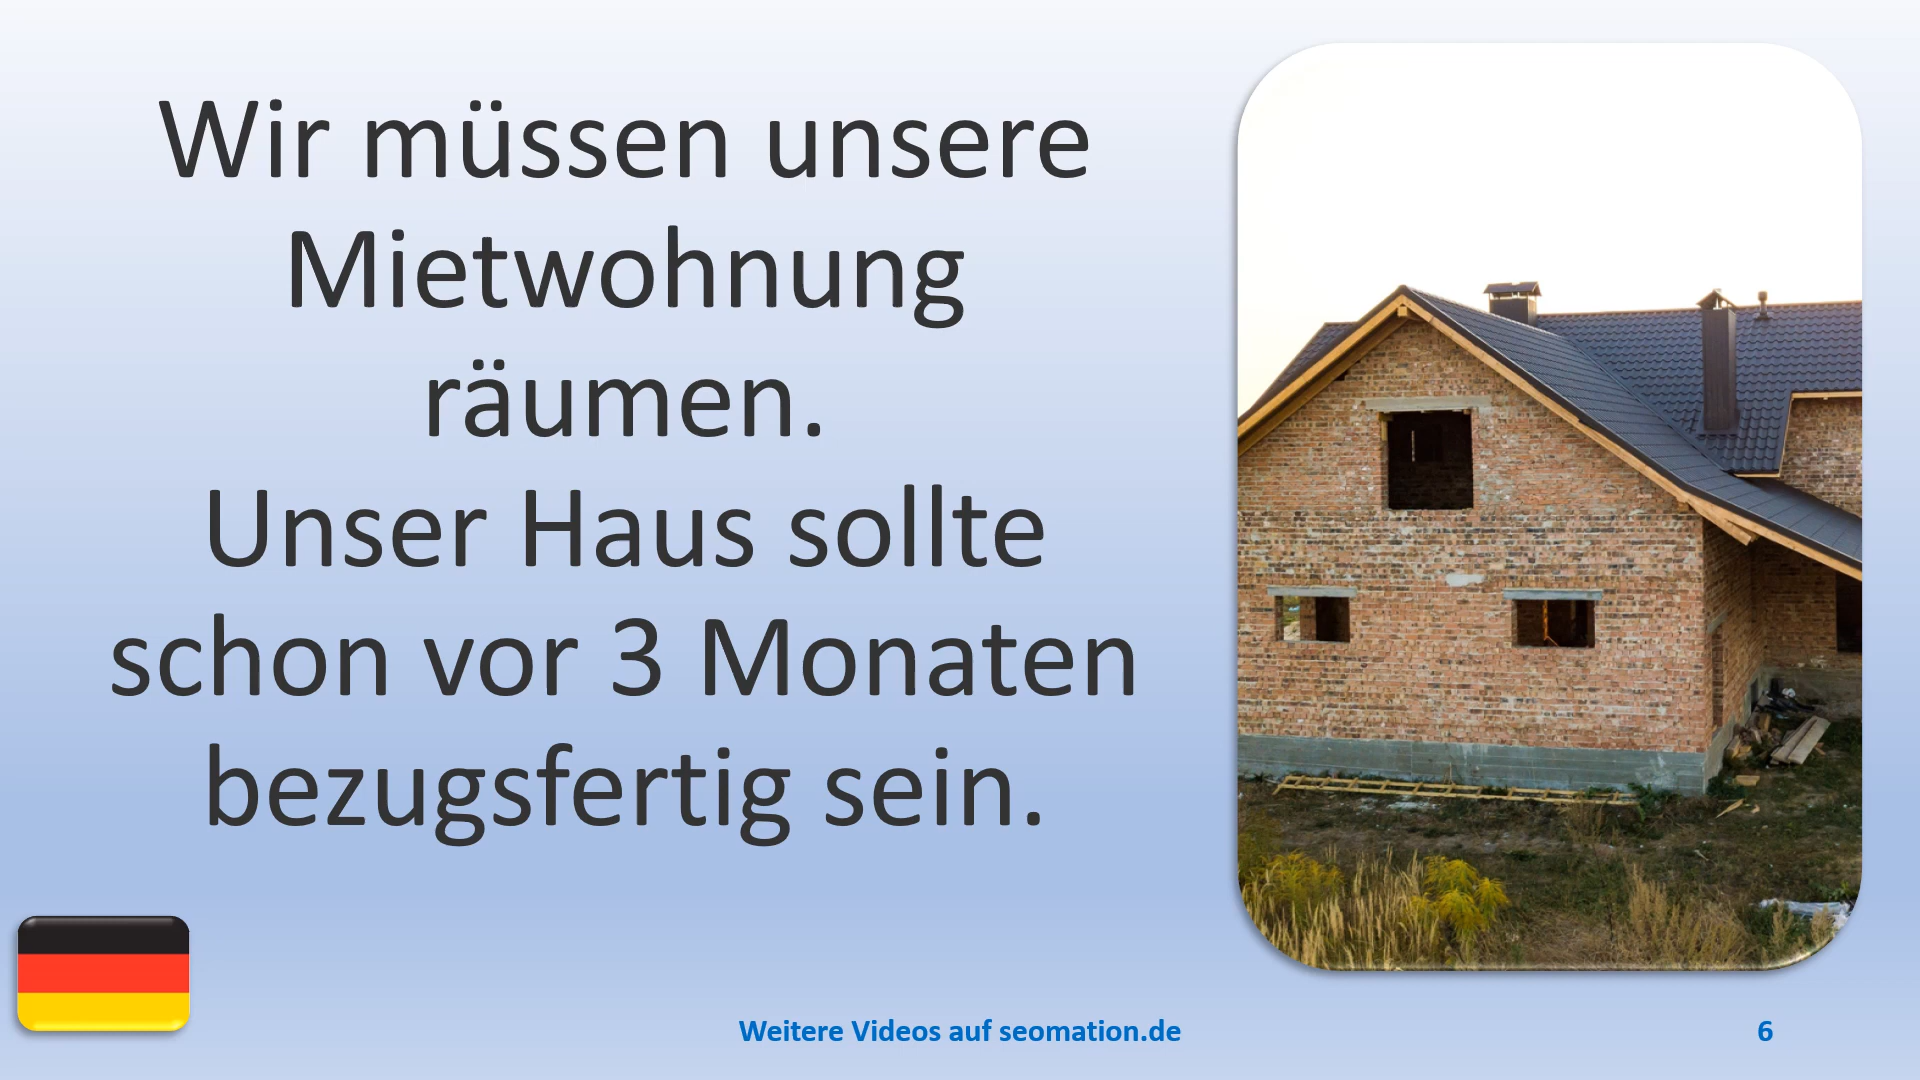 Wir müssen unsere
Mietwohnung
räumen.
Unser Haus sollte
schon vor 3 Monaten
bezugsfertig sein.
Weitere Videos auf seomation.de
6